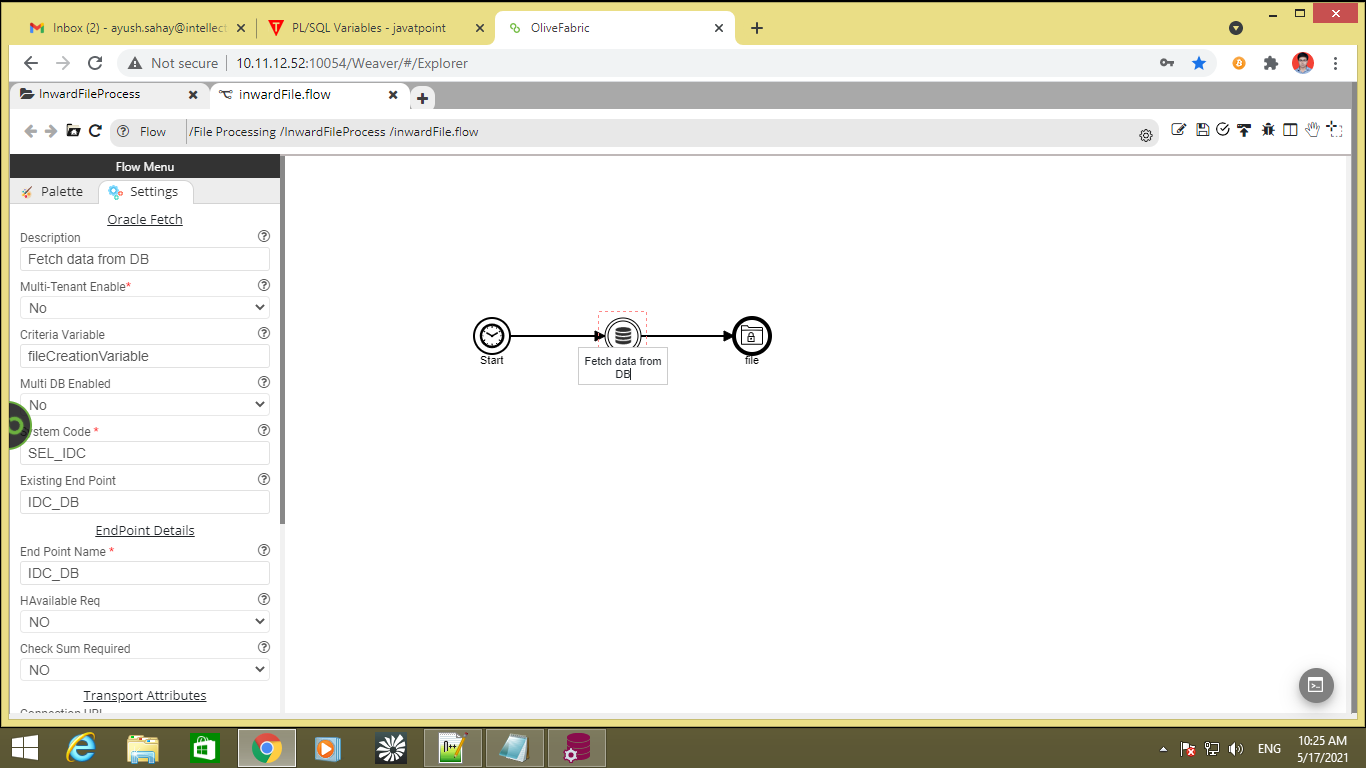 Inbox (2) - ayush.sahay@intellect
PL/SQL Variables - javatpoint
OliveFabric
Not secure
10.11.12.52:10054/Weaver/#/Explorer
InwardFileProcess
inwardFile.flow
Flow
/File Processing /InwardFileProcess /inwardFile.flow
Flow Menu
Palette
Settings
Oracle Fetch
Description
Fetch data from DB
Multi-Tenant Enable*
No
Criteria Variable
fileCreationVariable
Multi DB Enabled
No
ystem Code *
SEL_IDC
Existing End Point
IDC_DB
EndPoint Details
End Point Name *
IDC_DB
HAvailable Req
NO
Check Sum Required
NO
Transport Attributes
Connection URL
Start
Fetch data from
DB
file
ENG
10:25 AM
5/17/2021